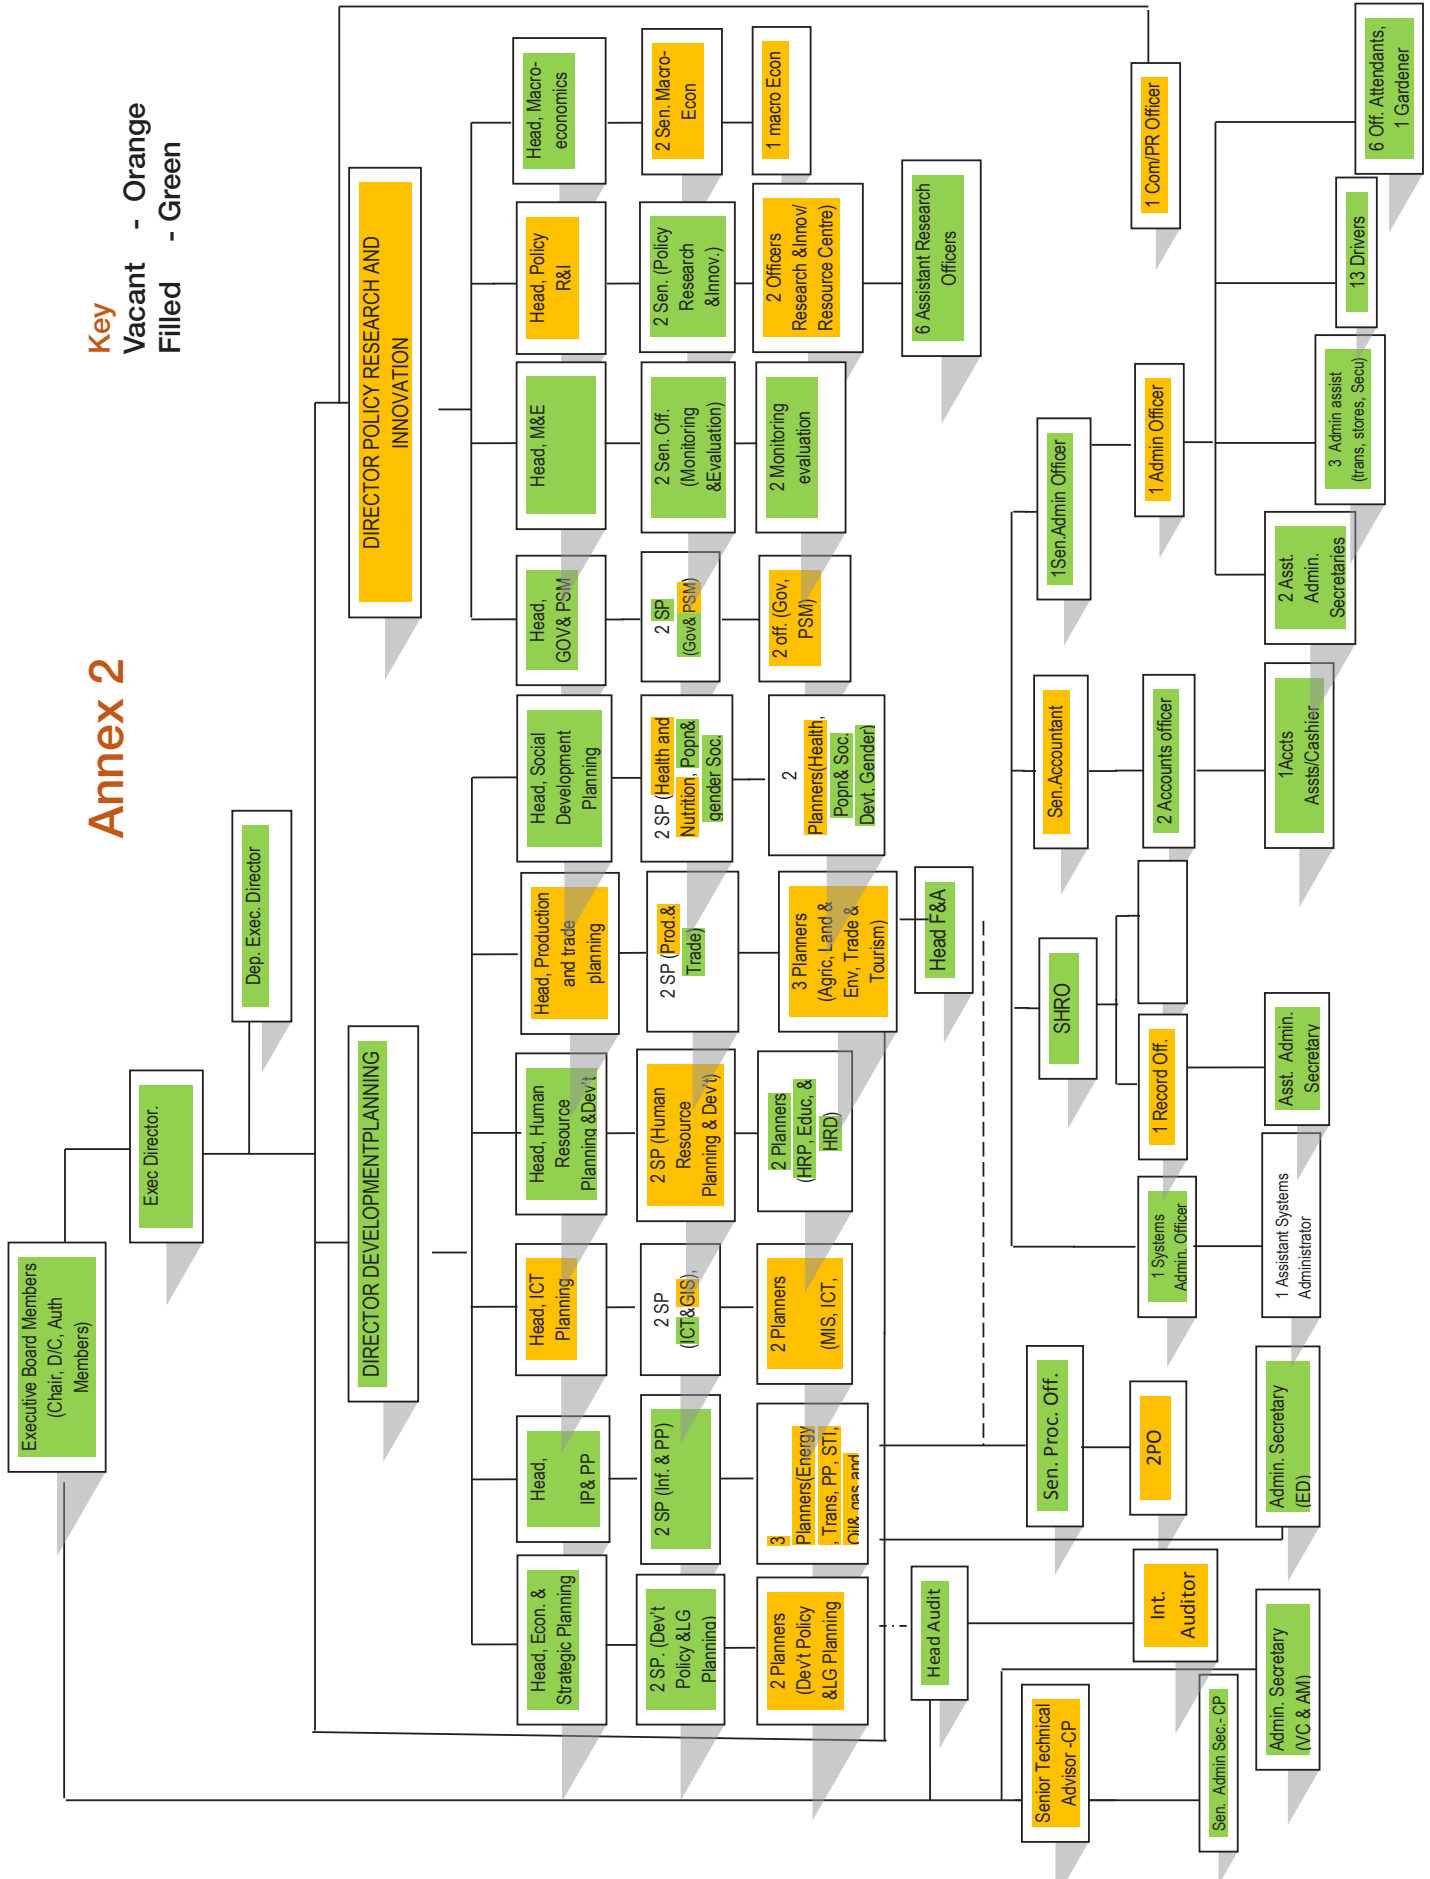 Annex 2
Key
Vacant - Orange
Filled - Green
Executive Board Members
(Chair, D/C, Auth
Members)
Exec Director.
Dep. Exec. Director
DIRECTOR DEVELOPMENTPLANNING
DIRECTOR POLICY RESEARCH AND
INNOVATION
Head, Econ. &
Strategic Planning
Head,
IP& PP
Head, ICT
Planning
Head, Human
Resource
Planning &Dev't
Head, Production
and trade
planning
Head, Social
Development
Planning
Head,
GOV& PSM
Head, M&E
Head, Policy
R&I
Head, Macro-
economics
2 SP. (Dev't
Policy &LG
Planning)
2 SP (Inf. & PP)
2 SP
(ICT&GIS),
2 SP (Human
Resource
Planning & Dev't)
2 SP (Prod.&
Trade)
2 SP (Health and
Nutrition, Popn&
gender Soc.
2 SP
(Gov& PSM)
2 Sen. Off.
(Monitoring
&Evaluation)
2 Sen. (Policy
Research
&Innov.)
2 Sen. Macro-
Econ
2 Planners
(Dev't Policy
&LG Planning
3
Planners(Energy
, Trans, PP, STI,
Oil& gas and
2 Planners
(MIS, ICT,
2 Planners
(HRP, Educ, &
HRD)
3 Planners
(Agric, Land &
Env, Trade &
Tourism)
2
Planners(Health,
Popn& Soc.
Devt, Gender)
2 off. (Gov,
PSM)
2 Monitoring
evaluation
2 Officers
Research &Innov/
Resource Centre)
1 macro Econ
6 Assistant Research
Officers
Head Audit
Head F&A
Senior Technical
Advisor -CP
Sen. Proc. Off.
SHRO
Sen.Accountant
1Sen.Admin Officer
Int.
Auditor
2PO
1 Systems
Admin. Officer
1 Record Off.
2 Accounts officer
1 Admin Officer
1 Com/PR Officer
Sen. Admin Sec.- CP
Admin. Secretary
(VC & AM)
Admin. Secretary
(ED)
1 Assistant Systems
Administrator
Asst. Admin.
Secretary
1Accts
Assts/Cashier
2 Asst.
Admin.
Secretaries
3 Admin assist
(trans, stores, Secu)
13 Drivers
6 Off. Attendants,
1 Gardener